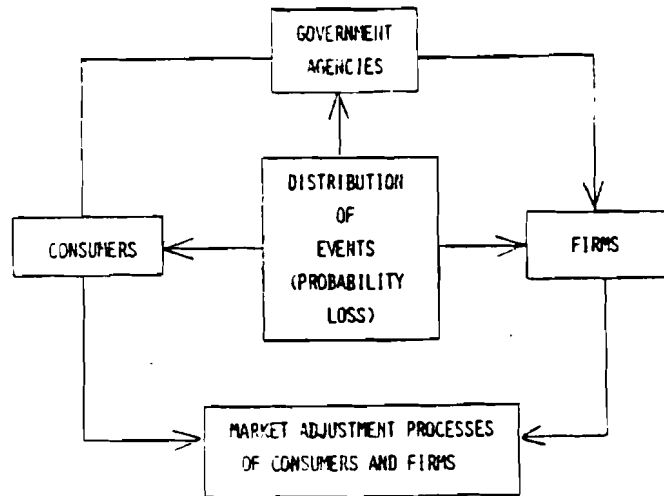 GOVERNMENT
AGENCIES
DISTRIBUTION
OF
EVENTS
(PROBABILITY
LOSS)
CONSUMERS
FIRMS
MARKET ADJUSTMENT PROCESSES
OF CONSUMERS AND FIRMS